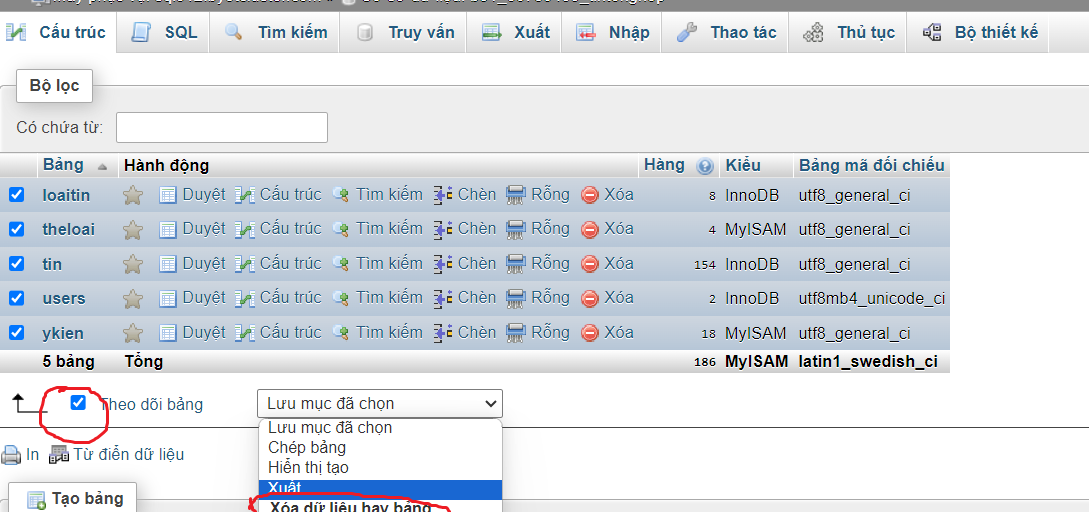 Cấu trúc SQL Tìm kiếm Truy vấn Xuất Nhập Thao tác Thủ tục Bộ thiết kế
Bộ lọc
Có chứa từ:
Bảng Hành động Hàng Kiểu Bảng mã đối chiếu
loaitin Duyệt Cấu trúc Tìm kiếm Chèn Rỗng Xóa 8 InnoDB utf8_general_ci
theloai Duyệt Cấu trúc Tìm kiếm Chèn Rỗng Xóa 4 MyISAM utf8_general_ci
tin Duyệt Cấu trúc Tìm kiếm Chèn Rỗng Xóa 154 InnoDB utf8_general_ci
users Duyệt Cấu trúc Tìm kiếm Chèn Rỗng Xóa 2 InnoDB utf8mb4_unicode_ci
ykien Duyệt Cấu trúc Tìm kiếm Chèn Rỗng Xóa 18 MyISAM utf8_general_ci
5 bảng Tổng 186 MyISAM latin1_swedish_ci
Theo dõi bảng Lưu mục đã chọn
Lưu mục đã chọn
Chép bảng
In Từ điển dữ liệu
Hiển thị tạo
Xuất
Tạo bảng
Xóa dữ liệu hay bảng